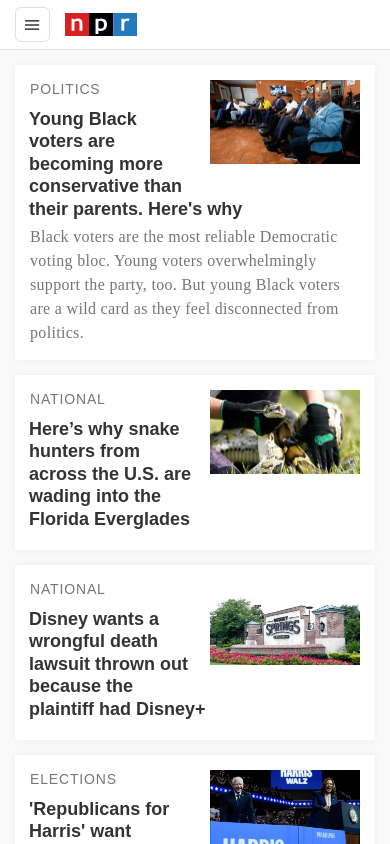 npr
POLITICS
Young Black
voters are
becoming more
conservative than
their parents. Here's why
Black voters are the most reliable Democratic
voting bloc. Young voters overwhelmingly
support the party, too. But young Black voters
are a wild card as they feel disconnected from
politics.
NATIONAL
Here’s why snake
hunters from
across the U.S. are
wading into the
Florida Everglades
NATIONAL
Disney wants a
wrongful death
lawsuit thrown out
because the
plaintiff had Disney+
SPRINGS
ELECTIONS
'Republicans for
Harris' want
HARRIS
WALZ
HARRIS